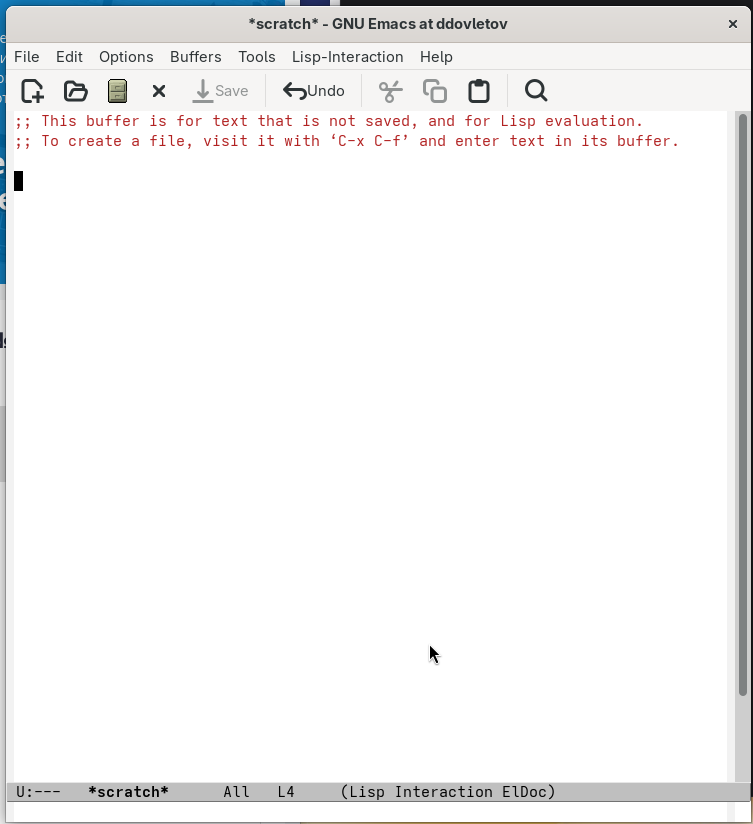 *scratch* - GNU Emacs at ddovletov
File Edit Options Buffers Tools Lisp-Interaction Help
Save Undo
;; This buffer is for text that is not saved, and for Lisp evaluation.
;; To create a file, visit it with ‘C-x C-f’ and enter text in its buffer.
U:--- *scratch* All L4 (Lisp Interaction ElDoc)